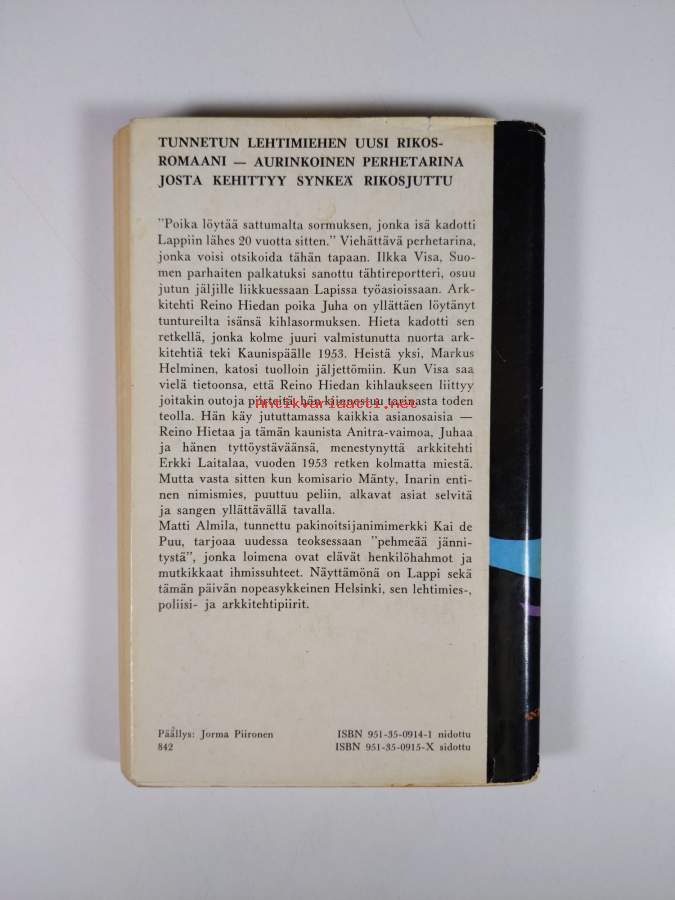 TUNNETUN LEHTIMIEHEN UUSI RIKOS-
ROMAANI — AURINKOINEN PERHETARINA
JOSTA KEHITTYY SYNKEÄ RIKOSJUTTU
"Poika löytää sattumalta sormuksen, jonka isä kadotti
Lappiin lähes 20 vuotta sitten." Viehättävä perhetarina,
jonka voisi otsikoida tähän tapaan. Ilkka Visa, Suo-
men parhaiten palkatuksi sanottu tähtireportteri, osuu
jutun jäljille liikkuessaan Lapissa työasioissaan. Ark-
kitehti Reino Hiedan poika Juha on yllättäen löytänyt
tuntureilta isänsä kihlasormuksen. Hieta kadotti sen
retkellä, jonka kolme juuri valmistunutta nuorta ark-
kitehtiä teki Kaunispäälle 1953. Heistä yksi, Markus
Helminen, katosi tuolloin jäljettömiin. Kun Visa saa
vielä tietoonsa, että Reino Hiedan kihlaukseen liittyy
joitakin outoja piirteitä, hän kiinnostuu tarinasta toden
Antikvariaatti.net
teolla. Hän käy jututtamassa kaikkia asianosaisia —
Reino Hietaa ja tämän kaunista Anitra-vaimoa, Juhaa
ja hänen tyttöystäväänsä, menestynyttä arkkitehti
Erkki Laitalaa, vuoden 1953 retken kolmatta miestä.
Mutta vasta sitten kun komisario Mänty, Inarin enti-
nen nimismies, puuttuu peliin, alkavat asiat selvitä
ja sangen yllättävällä tavalla.
Matti Almila, tunnettu pakinoitsijanimimerkki Kai de
Puu, tarjoaa uudessa teoksessaan "pehmeää jänni-
tystä", jonka loimena ovat elävät henkilöhahmot ja
mutkikkaat ihmissuhteet. Näyttämönä on Lappi sekä
tämän päivän nopeasykkeinen Helsinki, sen lehtimies-,
poliisi- ja arkkitehtipiirit.
Päällys: Jorma Piironen ISBN 951-35-0914-1 nidottu
842 ISBN 951-35-0915-X sidottu